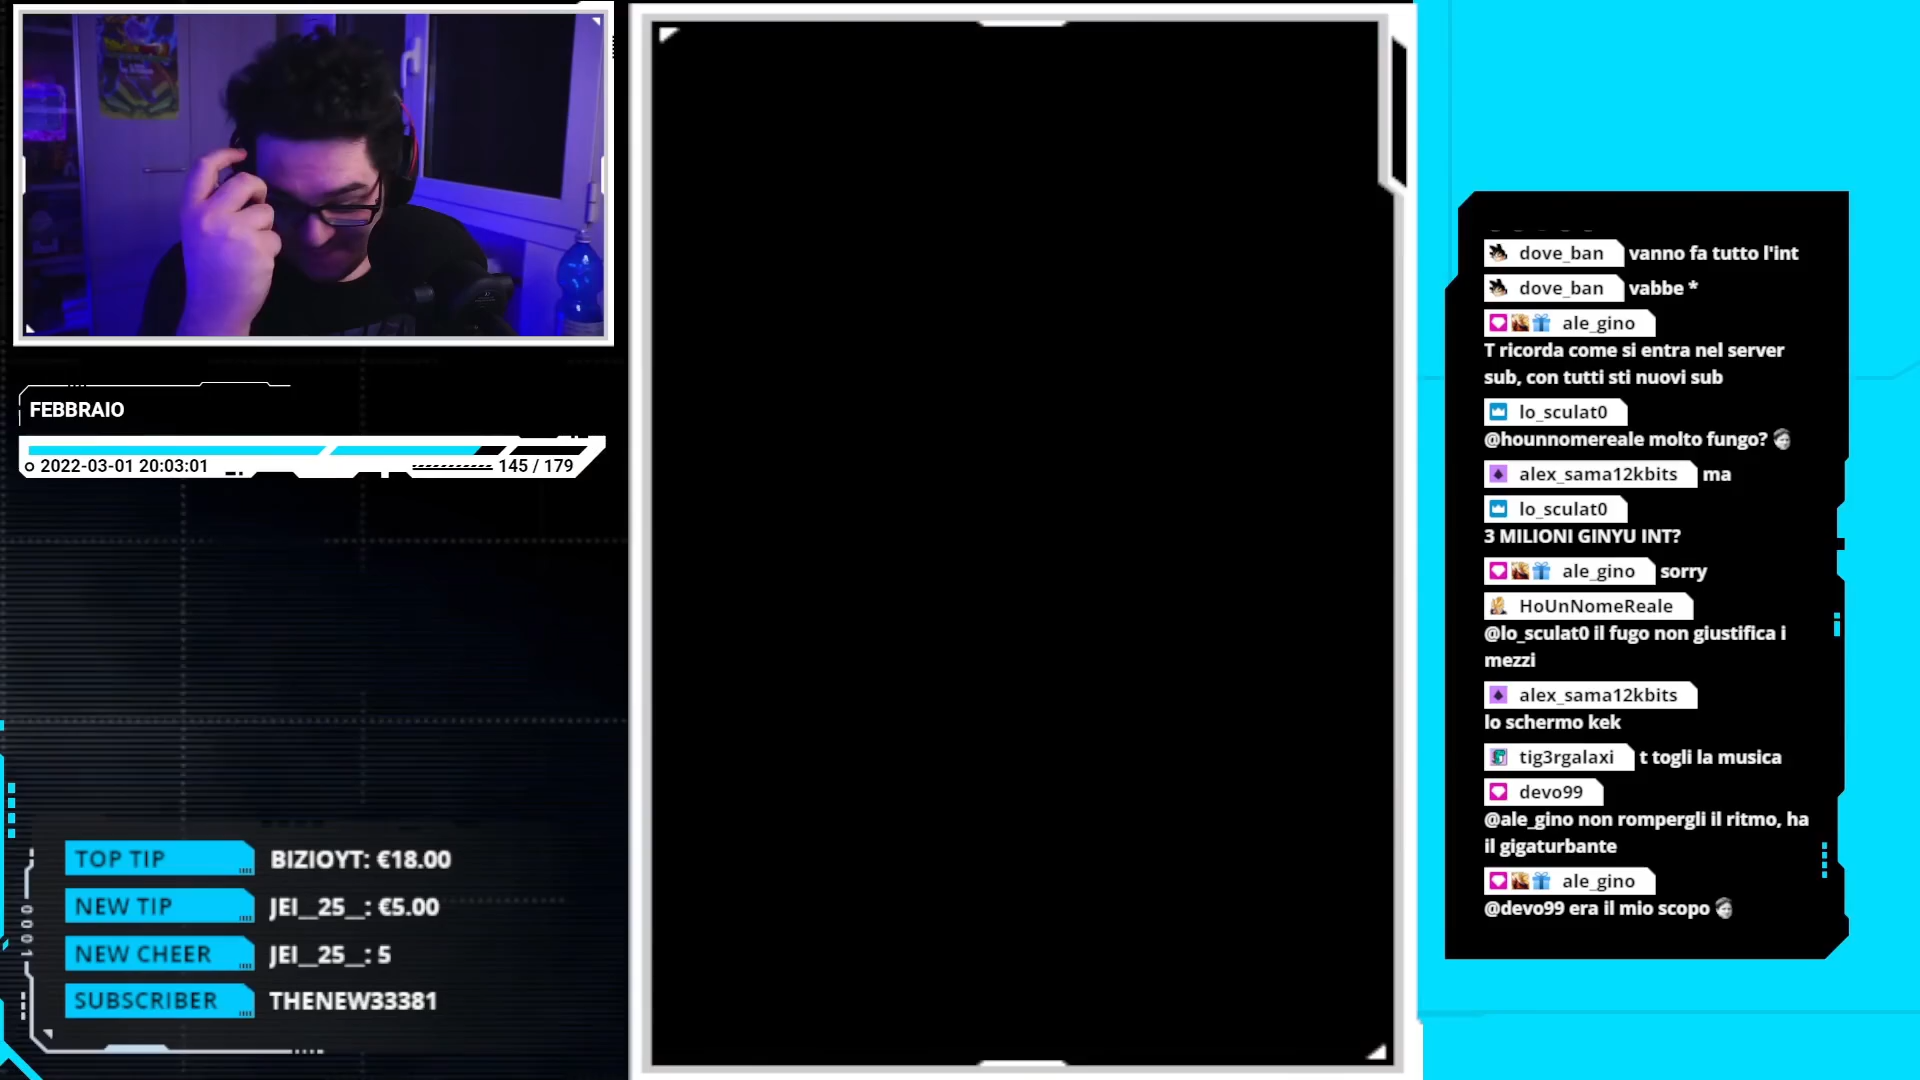 FEBBRAIO
2022-03-01 20:03:01
145 / 179
TOP TIP BIZIOYT: €18.00
NEW TIP JEI__25__: €5.00
NEW CHEER JEI__25__: 5
SUBSCRIBER THENEW33381
0001
dove_ban vanno fa tutto l'int
dove_ban vabbe *
ale_gino
T ricorda come si entra nel server
sub, con tutti sti nuovi sub
lo_sculat0
@hounnomereale molto fungo?
alex_sama12kbits ma
lo_sculat0
3 MILIONI GINYU INT?
ale_gino sorry
HoUnNomeReale
@lo_sculat0 il fugo non giustifica i
mezzi
alex_sama12kbits
lo schermo kek
tig3rgalaxi t togli la musica
devo99
@ale_gino non rompergli il ritmo, ha
il gigaturbante
ale_gino
@devo99 era il mio scopo